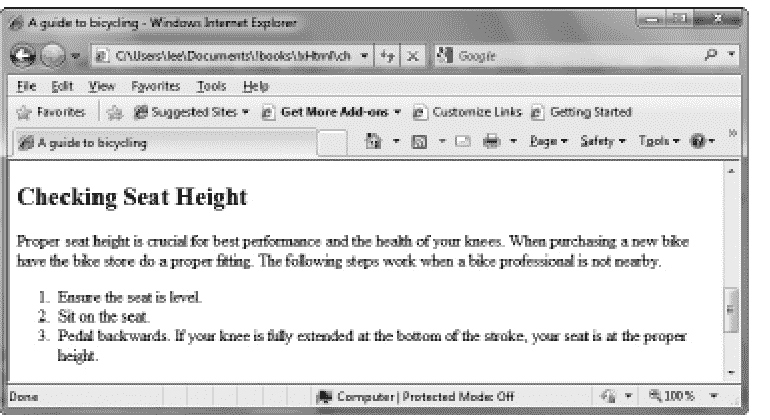 A guide to bicycling - Windows Internet Explorer
C:\Users\lee\Documents\!books\!xHtml\ch
Google
File Edit View Favorites Tools Help
Favorites Suggested Sites Get More Add-ons Customize Links Getting Started
A guide to bicycling Page Safety Tools
Checking Seat Height
Proper seat height is crucial for best performance and the health of your knees. When purchasing a new bike
have the bike store do a proper fitting. The following steps work when a bike professional is not nearby.
1. Ensure the seat is level.
2. Sit on the seat.
3. Pedal backwards. If your knee is fully extended at the bottom of the stroke, your seat is at the proper
height.
Done Computer | Protected Mode: Off 100%